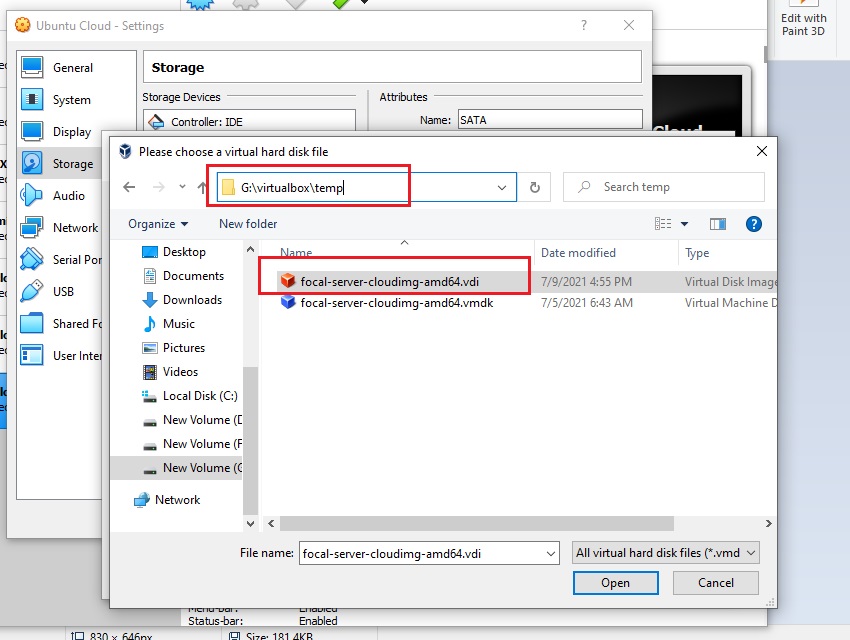 Edit with
Paint 3D
Ubuntu Cloud - Settings
?
General
System
Display
Storage
Audio
Network
Serial Por
USB
Shared Fo
User Inter
Storage
Storage Devices
Attributes
Controller: IDE
Name: SATA
Cloud
Please choose a virtual hard disk file
G:\virtualbox\temp
Search temp
Organize
New folder
?
Desktop
Documents
Downloads
Music
Pictures
Videos
Local Disk (C:)
New Volume (D
New Volume (F
New Volume (G
Network
Name Date modified Type
focal-server-cloudimg-amd64.vdi 7/9/2021 4:55 PM Virtual Disk Image
focal-server-cloudimg-amd64.vmdk 7/5/2021 6:43 AM Virtual Machine D
File name: focal-server-cloudimg-amd64.vdi All virtual hard disk files (*.vmd
Open Cancel
Menu-bar: Enabled
Status-bar: Enabled
830 × 646px Size: 181.4KB